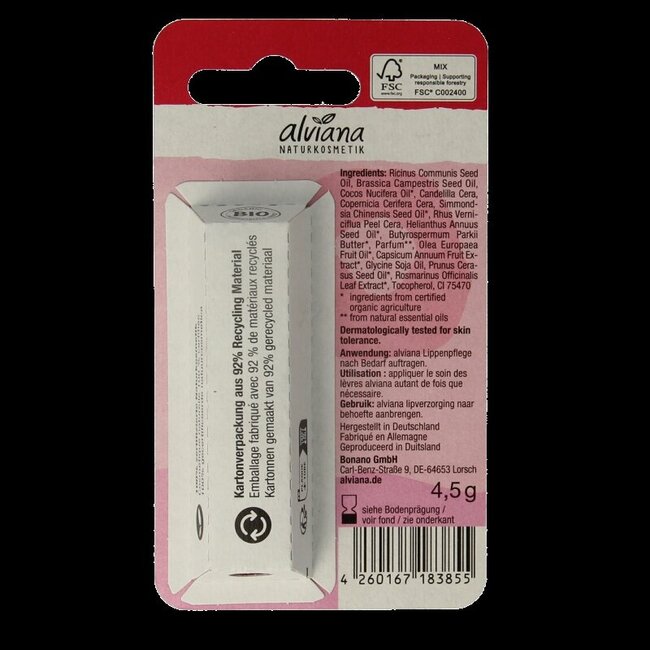 FSC
www.fsc.org
MIX
Packaging | Supporting
responsible forestry
FSC® C002400
alviana
NATURKOSMETIK
Ingredients: Ricinus Communis Seed
Oil, Brassica Campestris Seed Oil,
Cocos Nucifera Oil*, Candelilla Cera,
Copernicia Cerifera Cera, Simmond-
sia Chinensis Seed Oil*, Rhus Verni-
ciflua Peel Cera, Helianthus Annuus
Seed Oil*, Butyrospermum Parkii
Butter*, Parfum**, Olea Europaea
Fruit Oil*, Capsicum Annuum Fruit Ex-
tract*, Glycine Soja Oil, Prunus Cera-
sus Seed Oil*, Rosmarinus Officinalis
Leaf Extract*, Tocopherol, CI 75470
* ingredients from certified
organic agriculture
** from natural essential oils
Dermatologically tested for skin
tolerance.
Anwendung: alviana Lippenpflege
nach Bedarf auftragen.
Utilisation : appliquer le soin des
lèvres alviana autant de fois que
nécessaire.
Gebruik: alviana lipverzorging naar
behoefte aanbrengen.
Hergestellt in Deutschland
Fabriqué en Allemagne
Geproduceerd in Duitsland
Bonano GmbH
Carl-Benz-Straße 9, DE-64653 Lorsch
alviana.de
4,5 g
siehe Bodenprägung /
voir fond / zie onderkant
4 260167 183855
BIO
Kartonverpackung aus 92% Recycling Material
Emballage fabriqué avec 92 % de matériaux recyclés
Kartonnen gemaakt van 92% gerecycled materiaal